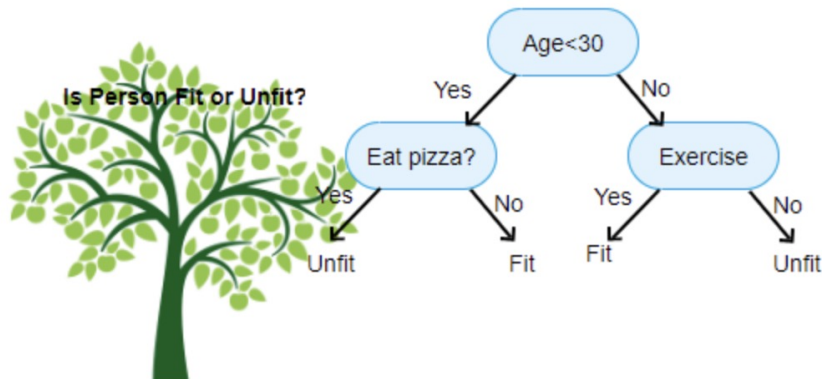 Age<30
Is Person Fit or Unfit?
Yes
No
Eat pizza?
Exercise
Yes
No
Yes
No
Unfit
Fit
Fit
Unfit